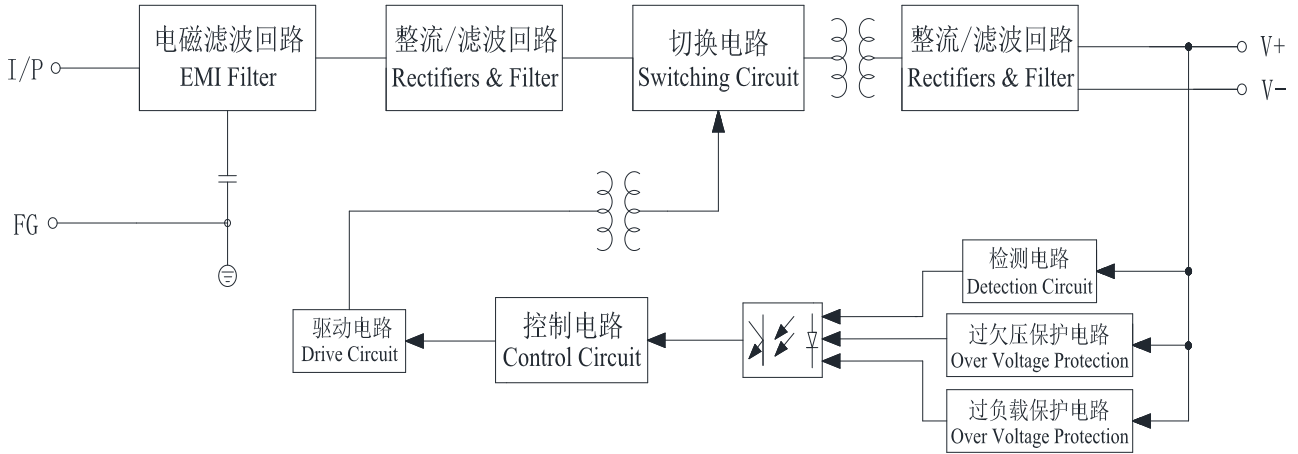 I/P
电磁滤波回路
EMI Filter
整流/滤波回路
Rectifiers & Filter
切换电路
Switching Circuit
整流/滤波回路
Rectifiers & Filter
V+
V-
FG
检测电路
Detection Circuit
驱动电路
Drive Circuit
控制电路
Control Circuit
过欠压保护电路
Over Voltage Protection
过负载保护电路
Over Voltage Protection